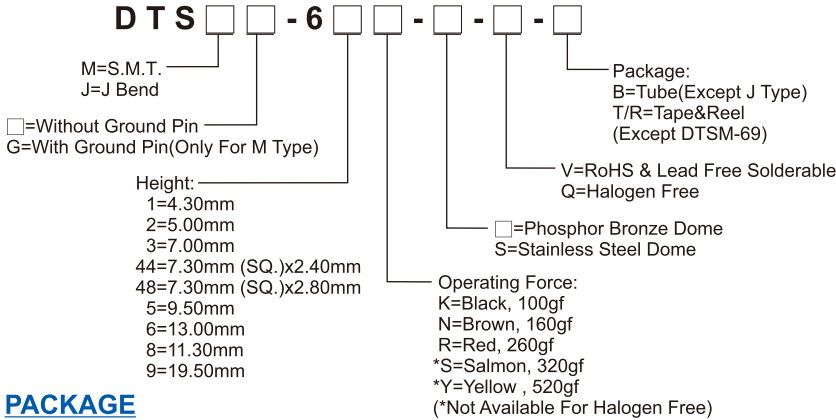 DTS□□-6□□-□-□-□
M=S.M.T.
J=J Bend
□=Without Ground Pin
G=With Ground Pin(Only For M Type)
Height:
1=4.30mm
2=5.00mm
3=7.00mm
44=7.30mm (SQ.)x2.40mm
48=7.30mm (SQ.)x2.80mm
5=9.50mm
6=13.00mm
8=11.30mm
9=19.50mm
Package:
B=Tube(Except J Type)
T/R=Tape&Reel
(Except DTSM-69)
V=RoHS & Lead Free Solderable
Q=Halogen Free
□=Phosphor Bronze Dome
S=Stainless Steel Dome
Operating Force:
K=Black, 100gf
N=Brown, 160gf
R=Red, 260gf
*S=Salmon, 320gf
*Y=Yellow , 520gf
(*Not Available For Halogen Free)
PACKAGE